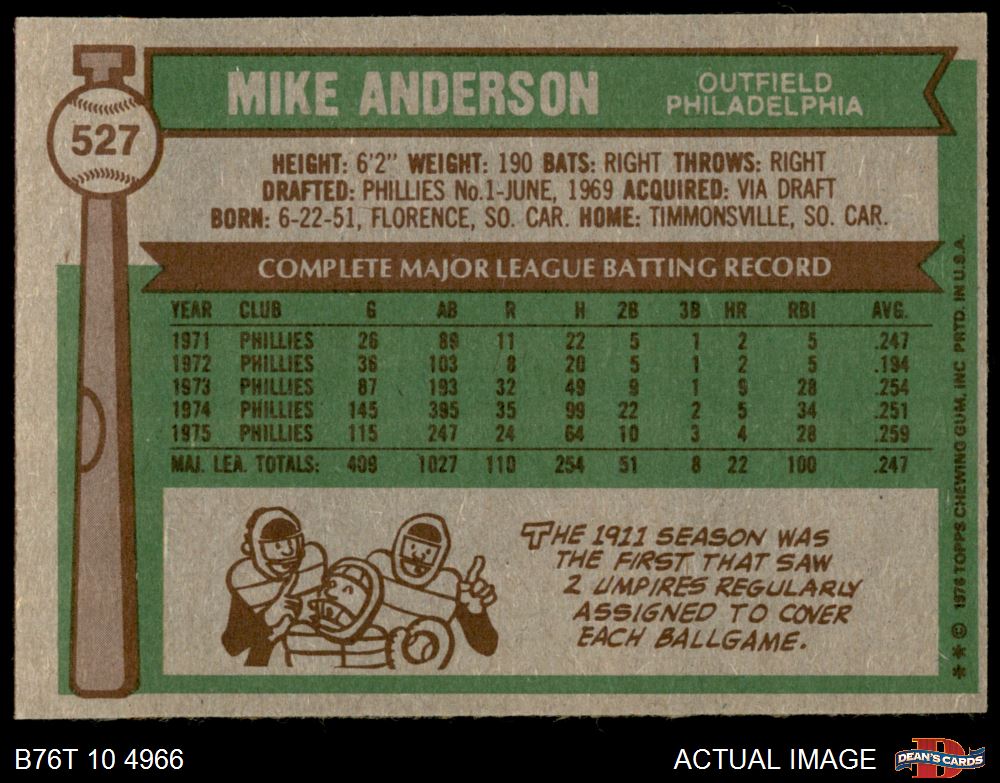 527
MIKE ANDERSON
OUTFIELD
PHILADELPHIA
HEIGHT: 6'2" WEIGHT: 190 BATS: RIGHT THROWS: RIGHT
DRAFTED: PHILLIES No.1-JUNE, 1969 ACQUIRED: VIA DRAFT
BORN: 6-22-51, FLORENCE, SO. CAR. HOME: TIMMONSVILLE, SO. CAR.
COMPLETE MAJOR LEAGUE BATTING RECORD
YEAR CLUB G AB R H 2B 3B HR RBI AVG.
1971 PHILLIES 26 89 11 22 5 1 2 5 .247
1972 PHILLIES 36 103 8 20 5 1 2 5 .194
1973 PHILLIES 87 193 32 49 9 1 9 28 .254
1974 PHILLIES 145 395 35 99 22 2 5 34 .251
1975 PHILLIES 115 247 24 64 10 3 4 28 .259
MAJ. LEA. TOTALS: 409 1027 110 254 51 8 22 100 .247
THE 1911 SEASON WAS
THE FIRST THAT SAW
2 UMPIRES REGULARLY
ASSIGNED TO COVER
EACH BALLGAME.
* * © 1976 TOPPS CHEWING GUM, INC PRTD. IN U.S.A.
B76T 10 4966
ACTUAL IMAGE
D
DEAN'S CARDS